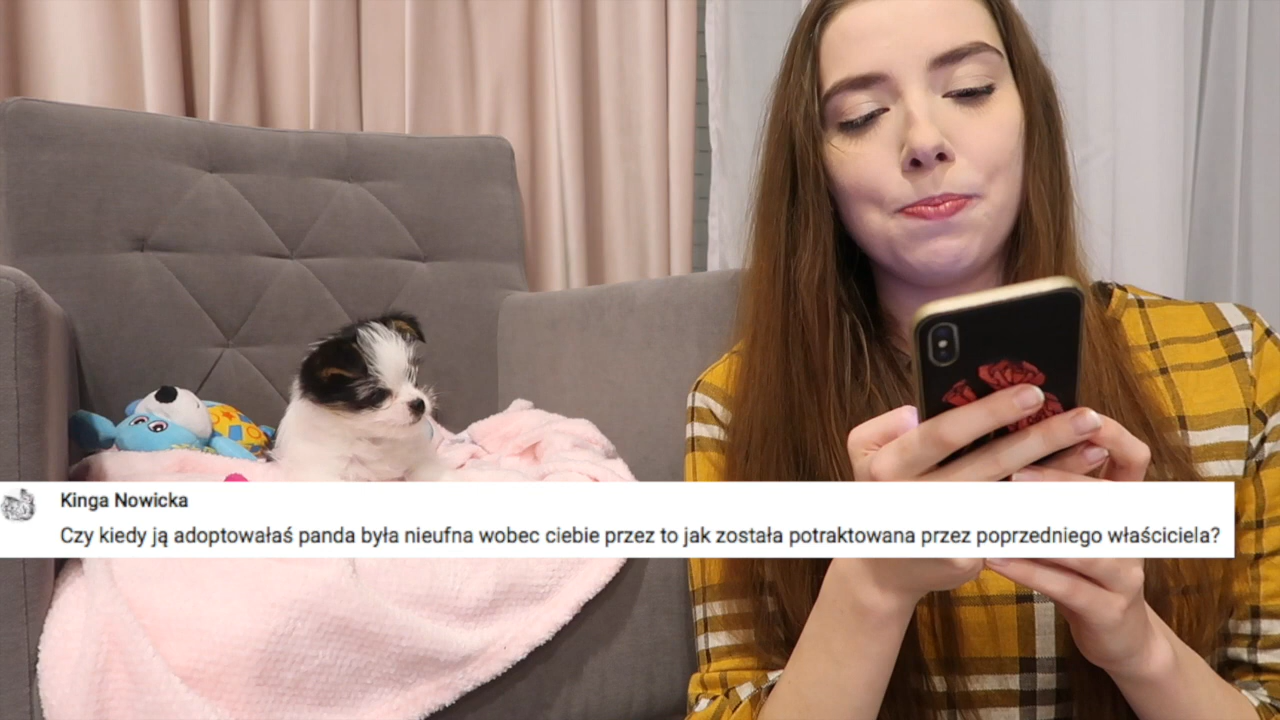 Kinga Nowicka
Czy kiedy ją adoptowałaś panda była nieufna wobec ciebie przez to jak została potraktowana przez poprzedniego właściciela?